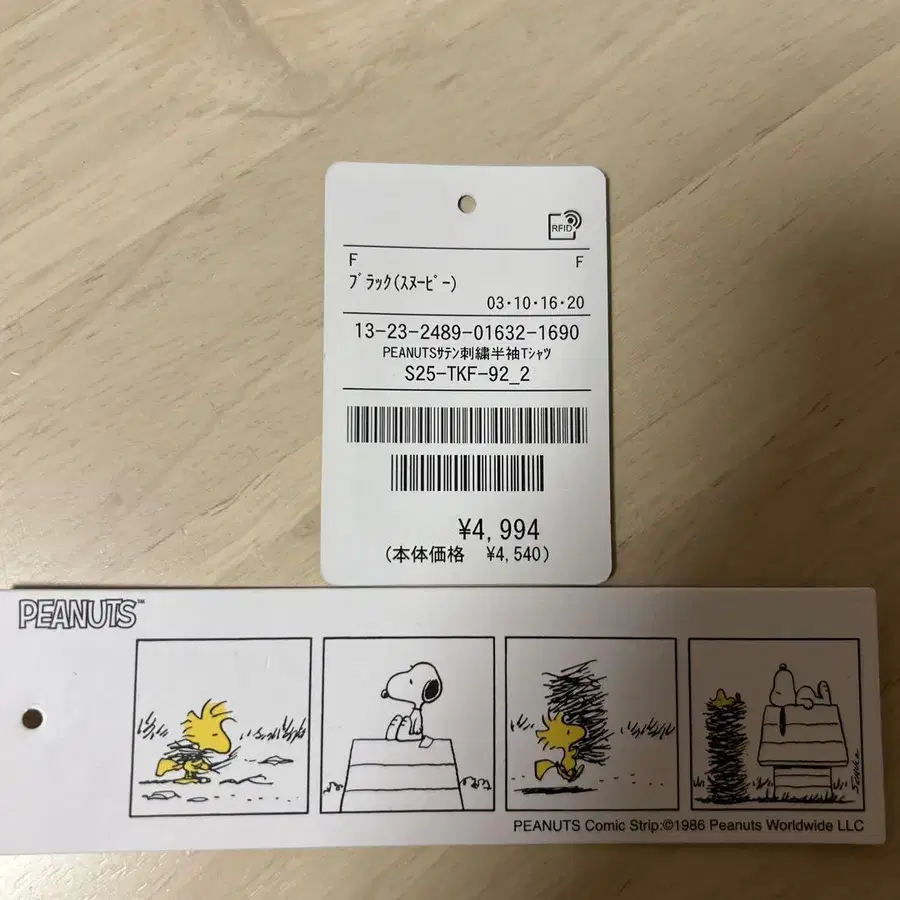 RFID
F F
ブラック(スヌーピー)
03・10・16・20
13-23-2489-01632-1690
PEANUTSサテン刺繍半袖Tシャツ
S25-TKF-92_2
¥4,994
(本体価格 ¥4,540)
PEANUTS™
SCHULZ
PEANUTS Comic Strip:©1986 Peanuts Worldwide LLC